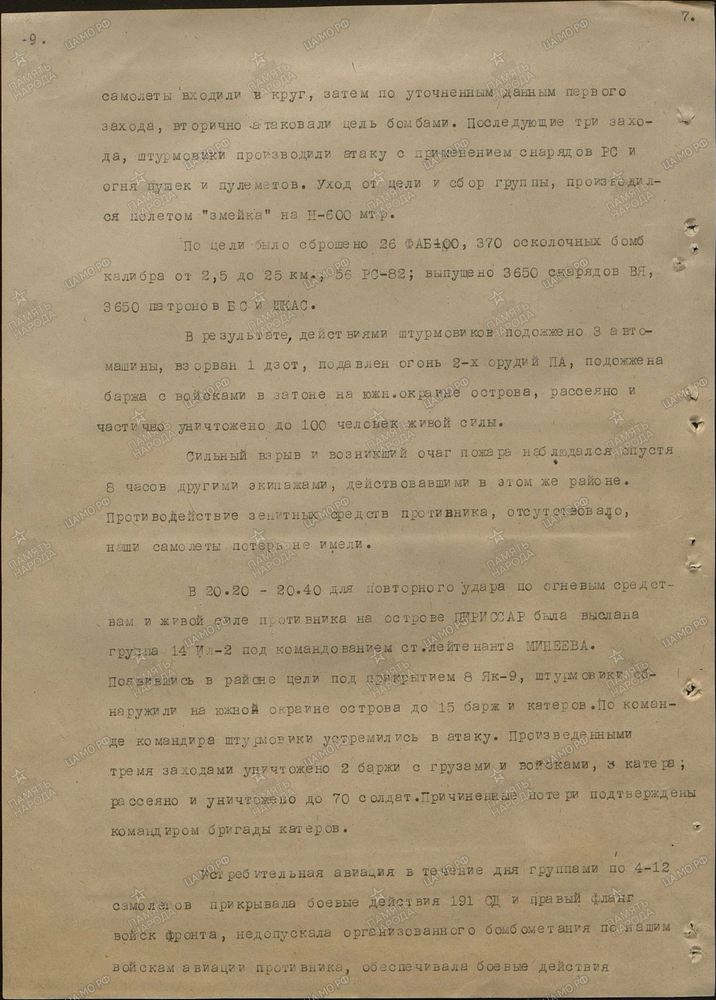 -9.
7.
самолеты входили в круг, затем по уточненным данным первого
захода, вторично атаковали цель бомбами. Последующие три захо-
да, штурмовики производили атаку с применением снарядов РС и
огня пушек и пулеметов. Уход от цели и сбор группы, производил-
ся полетом "змейка" на Н-600 мтр.
По цели было сброшено 26 ФАБ-100, 370 осколочных бомб
калибра от 2,5 до 25 км., 56 РС-82; выпущено 3650 снарядов ВЯ,
3650 патронов БС и ШКАС.
В результате, действиями штурмовиков подожжено 3 авто-
машины, взорван 1 дзот, подавлен огонь 2-х орудий ПА, подожжена
баржа с войсками в затоне на южн.окраине острова, рассеяно и
частично уничтожено до 100 человек живой силы.
Сильный взрыв и возникший очаг пожара наблюдался спустя
8 часов другими экипажами, действовавшими в этом же районе.
Противодействие зенитных средств противника, отсутствовало,
наши самолеты потерь не имели.
В 20.20 - 20.40 для повторного удара по огневым средст-
вам и живой силе противника на острове ПИРИССАР была выслана
группа 14 Ил-2 под командованием ст.лейтенанта МИНЕЕВА.
Появившись в районе цели под прикрытием 8 Як-9, штурмовики об-
наружили на южной окраине острова до 15 барж и катеров.По коман-
де командира штурмовики устремились в атаку. Произведенными
тремя заходами уничтожено 2 баржи с грузами и войсками, 3 катера;
рассеяно и уничтожено до 70 солдат.Причиненные потери подтверждены
командиром бригады катеров.
Истребительная авиация в течение дня группами по 4-12
самолетов прикрывала боевые действия 191 СД и правый фланг
войск фронта, недопускала организованного бомбометания по нашим
войскам авиации противника, обеспечивала боевые действия